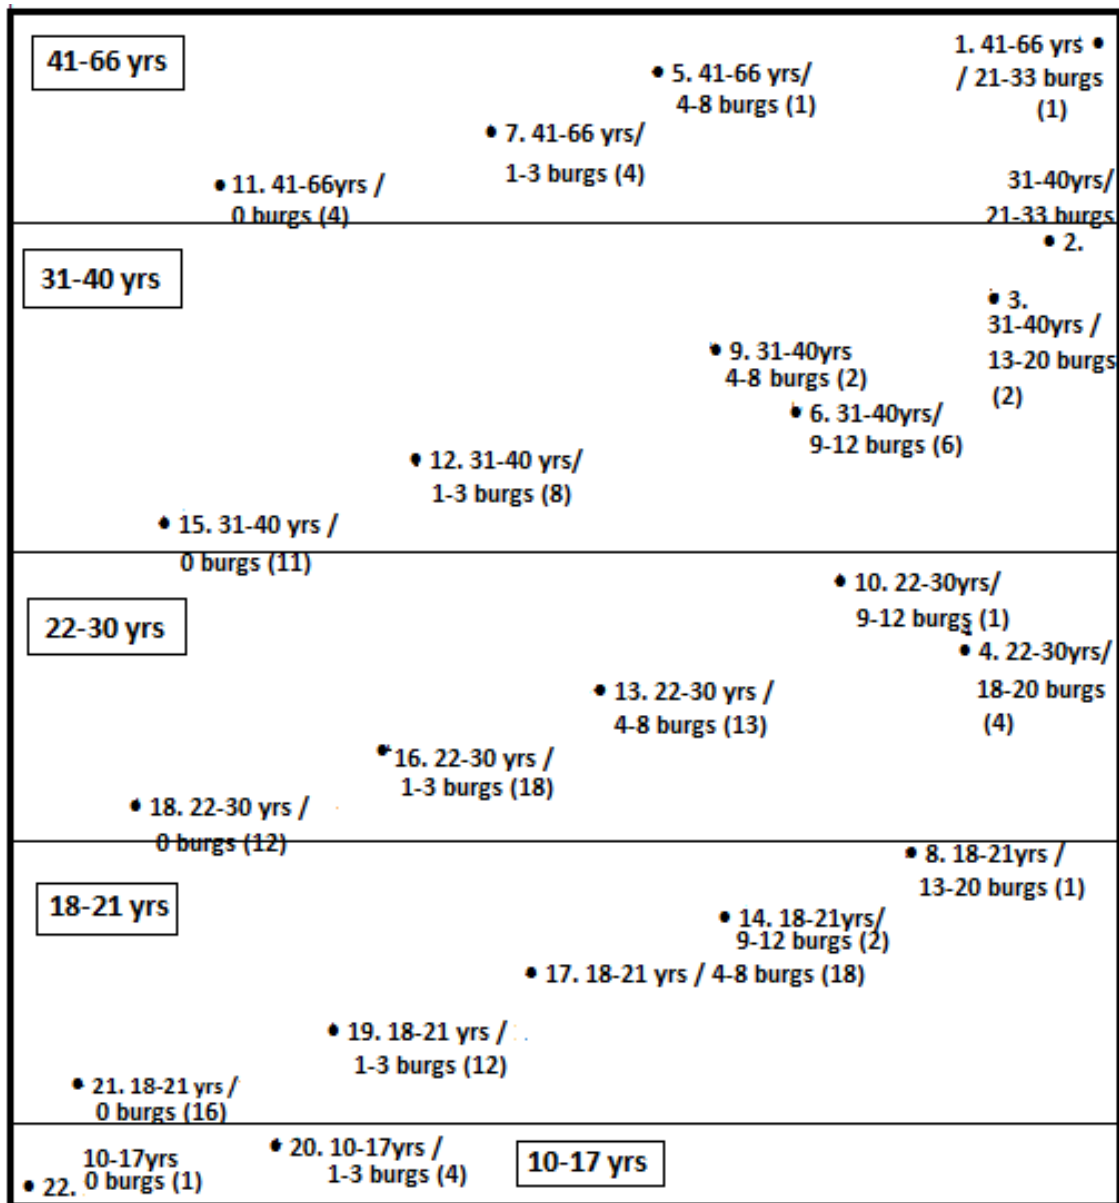 41-66 yrs
1. 41-66 yrs
/ 21-33 burgs
(1)
5. 41-66 yrs/
4-8 burgs (1)
7. 41-66 yrs/
1-3 burgs (4)
11. 41-66yrs /
0 burgs (4)
31-40yrs/
21-33 burgs
2.
31-40 yrs
3.
31-40yrs /
13-20 burgs
(2)
9. 31-40yrs
4-8 burgs (2)
6. 31-40yrs/
9-12 burgs (6)
12. 31-40 yrs/
1-3 burgs (8)
15. 31-40 yrs /
0 burgs (11)
22-30 yrs
10. 22-30yrs/
9-12 burgs (1)
4. 22-30yrs/
18-20 burgs
(4)
13. 22-30 yrs /
4-8 burgs (13)
16. 22-30 yrs /
1-3 burgs (18)
18. 22-30 yrs /
0 burgs (12)
18-21 yrs
8. 18-21yrs /
13-20 burgs (1)
14. 18-21yrs/
9-12 burgs (2)
17. 18-21 yrs / 4-8 burgs (18)
19. 18-21 yrs /
1-3 burgs (12)
21. 18-21 yrs /
0 burgs (16)
20. 10-17yrs /
1-3 burgs (4)
10-17 yrs
10-17yrs
0 burgs (1)
22.